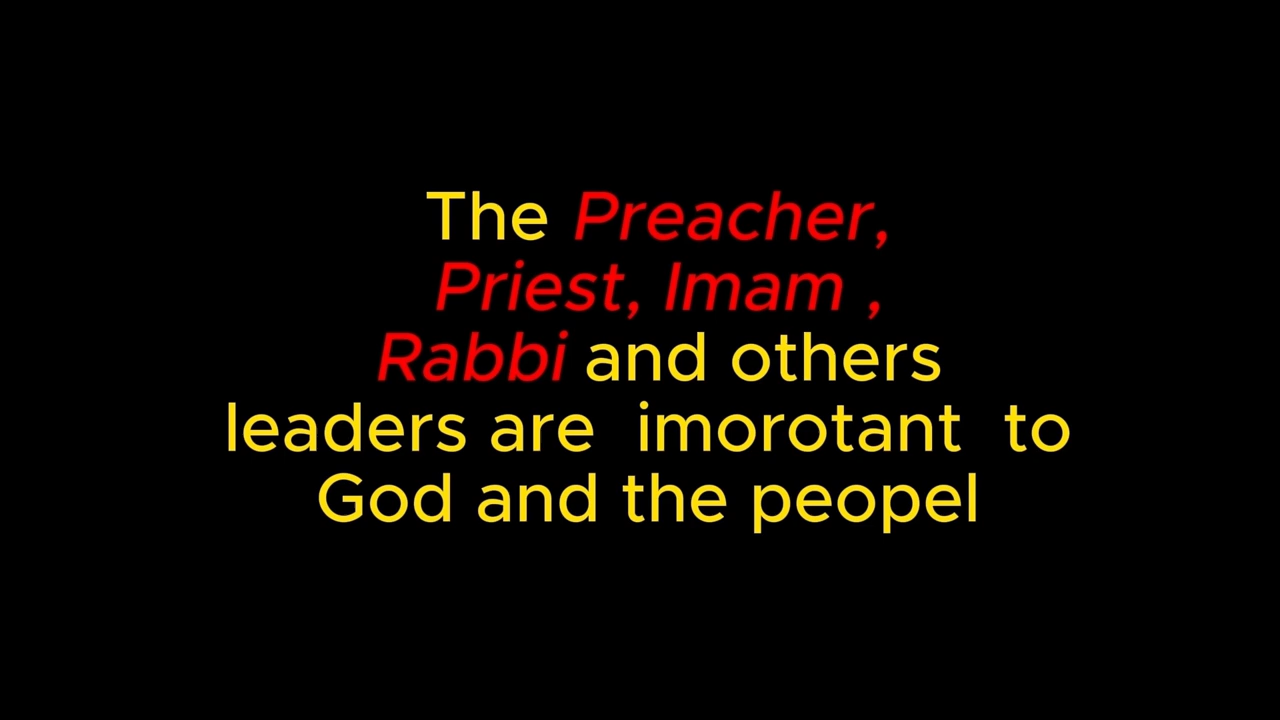 The Preacher,
Priest, Imam ,
Rabbi and others
leaders are  imorotant  to
God and the peopel